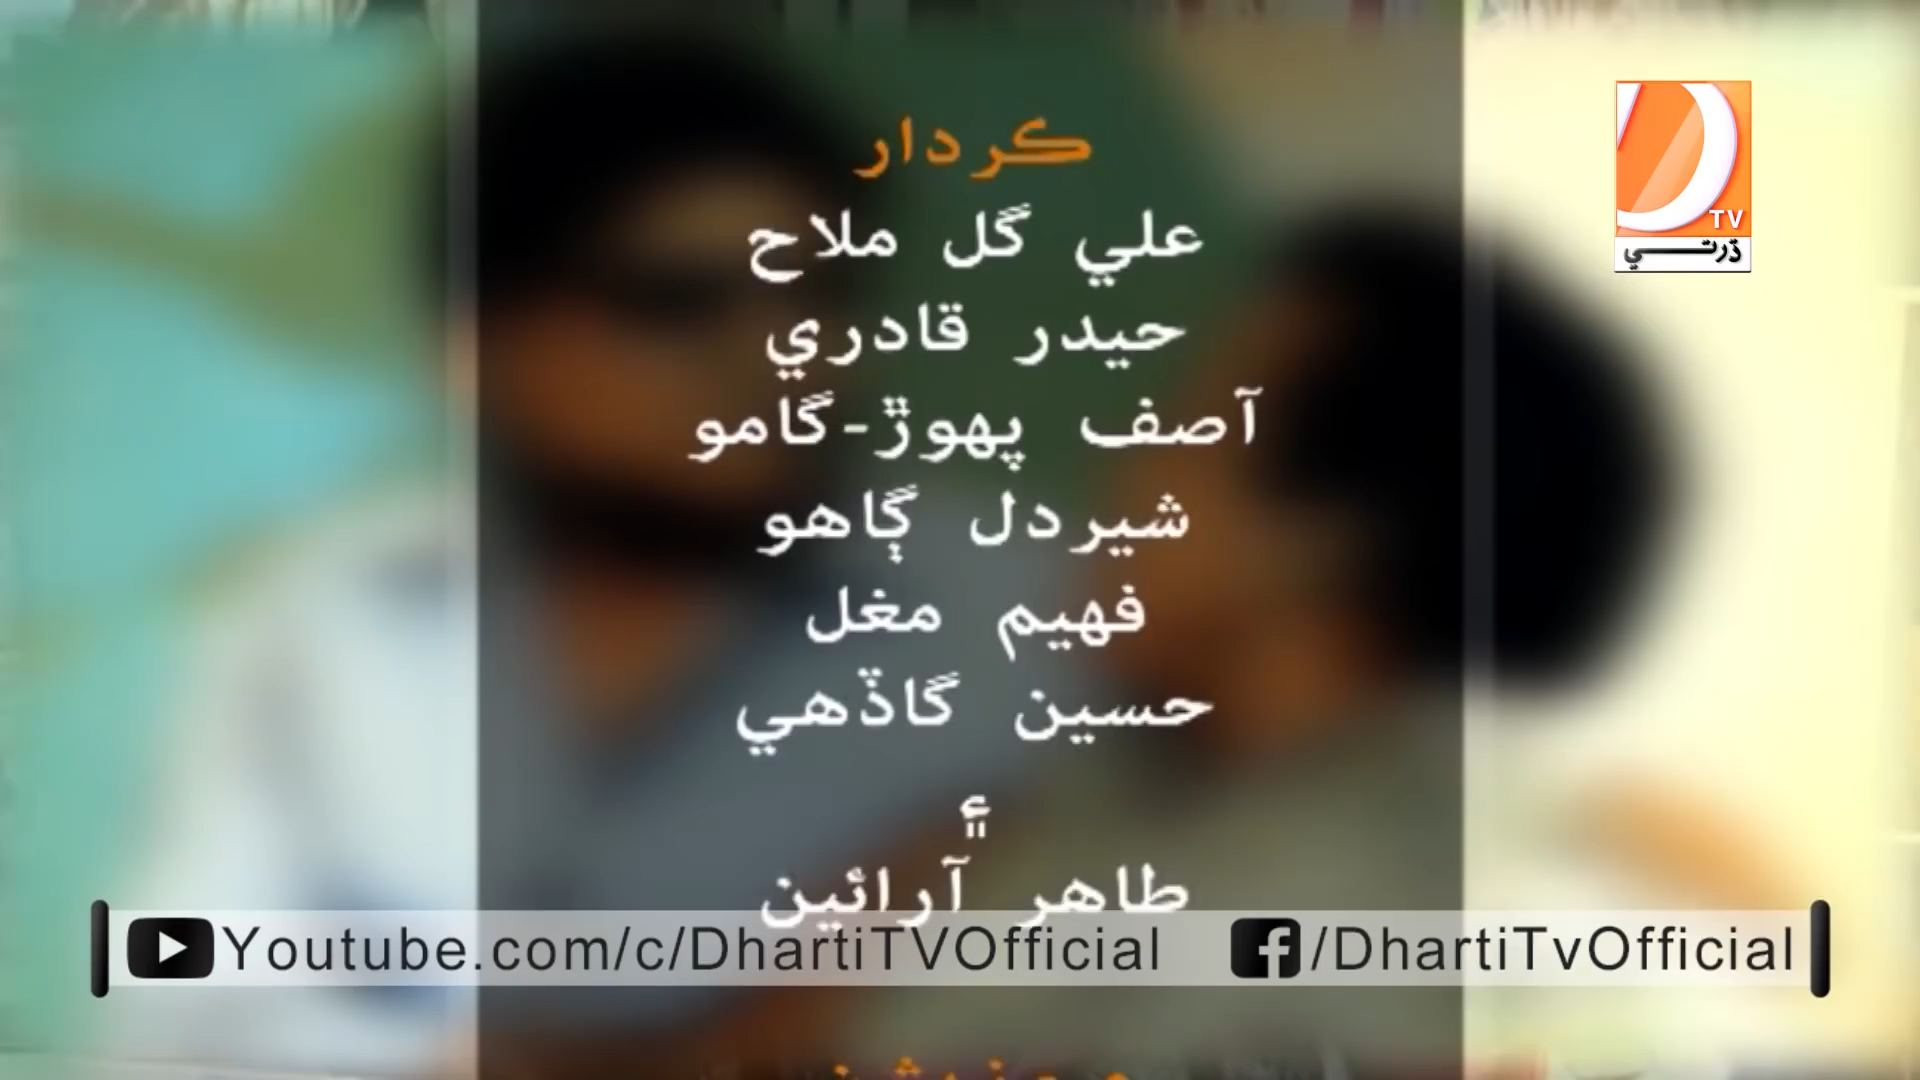 ڪردار
علي گل ملاح
حيدر قادري
آصف پهوڙ-گامو
شيردل ڳاهو
فهيم مغل
حسين گاڏهي
۽
طاهر آرائين
TV
ڌرتي
Youtube.com/c/DhartiTVOfficial
/DhartiTvOfficial